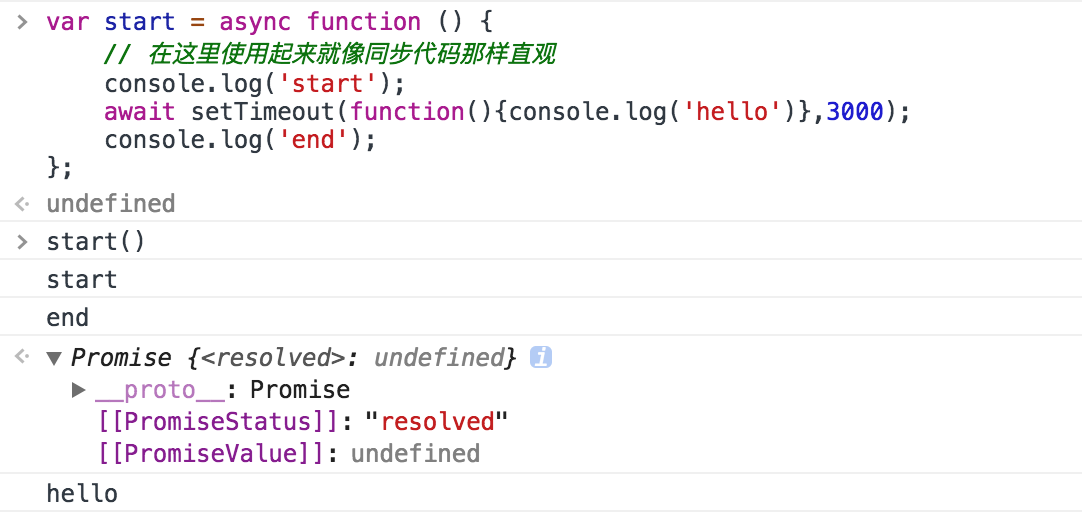 > var start = async function () {
// 在这里使用起来就像同步代码那样直观
console.log('start');
await setTimeout(function(){console.log('hello')},3000);
console.log('end');
};
undefined
> start()
start
end
▼ Promise {<resolved>: undefined} i
▶ __proto__: Promise
[[PromiseStatus]]: "resolved"
[[PromiseValue]]: undefined
hello